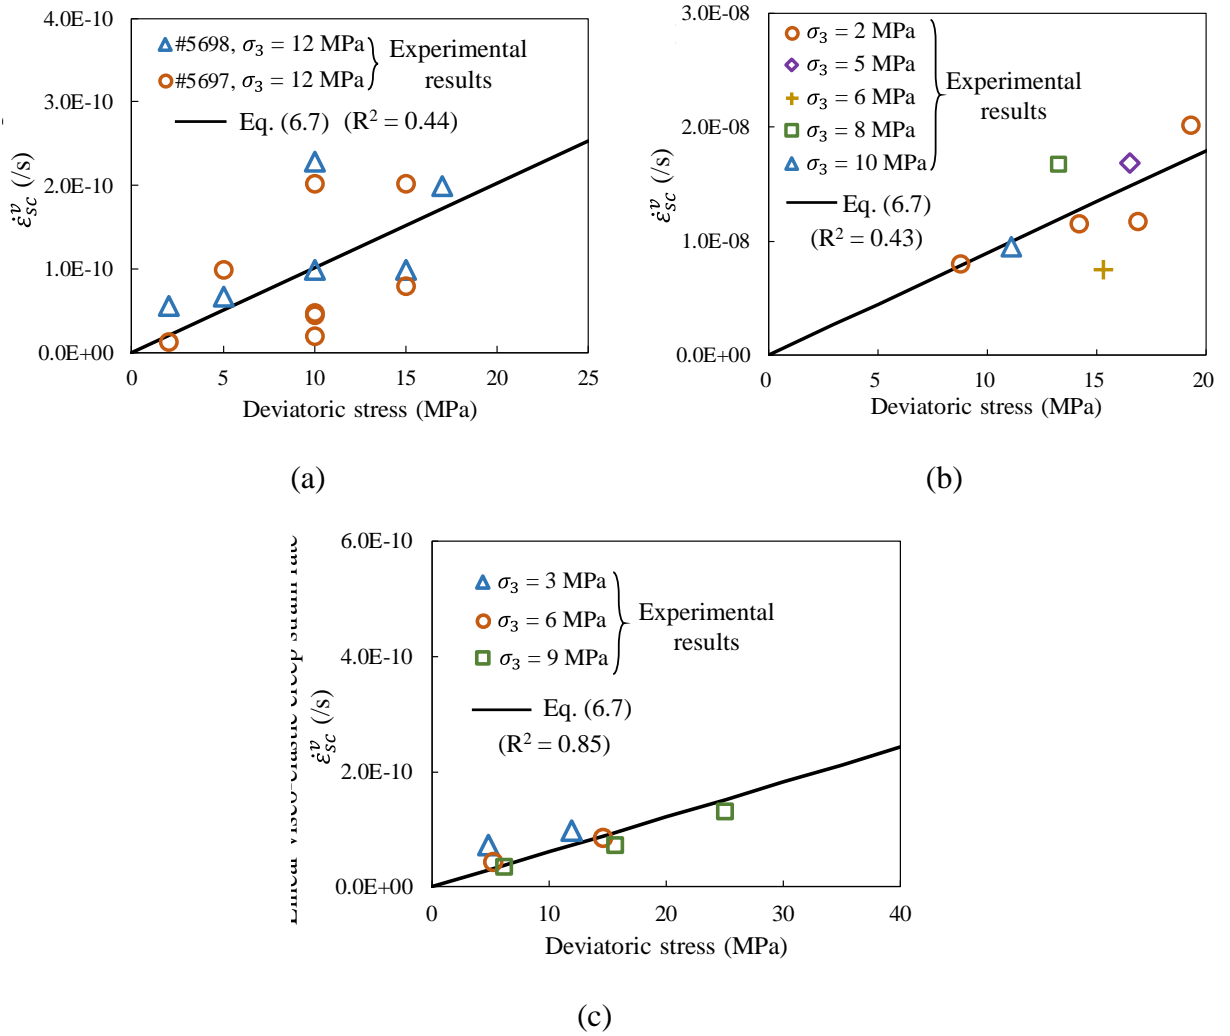 4.0E-10
3.0E-10
2.0E-10
1.0E-10
0.0E+00
ε̇ᵛₛ꜀ (/s)
#5698, σ₃ = 12 MPa
#5697, σ₃ = 12 MPa
Experimental
results
Eq. (6.7) (R² = 0.44)
0 5 10 15 20 25
Deviatoric stress (MPa)
(a)
3.0E-08
2.0E-08
1.0E-08
0.0E+00
ε̇ᵛₛ꜀ (/s)
σ₃ = 2 MPa
σ₃ = 5 MPa
σ₃ = 6 MPa
σ₃ = 8 MPa
σ₃ = 10 MPa
Experimental
results
Eq. (6.7)
(R² = 0.43)
0 5 10 15 20
Deviatoric stress (MPa)
(b)
6.0E-10
4.0E-10
2.0E-10
0.0E+00
ε̇ᵛₛ꜀ (/s)
σ₃ = 3 MPa
σ₃ = 6 MPa
σ₃ = 9 MPa
Experimental
results
Eq. (6.7)
(R² = 0.85)
0 10 20 30 40
Deviatoric stress (MPa)
(c)